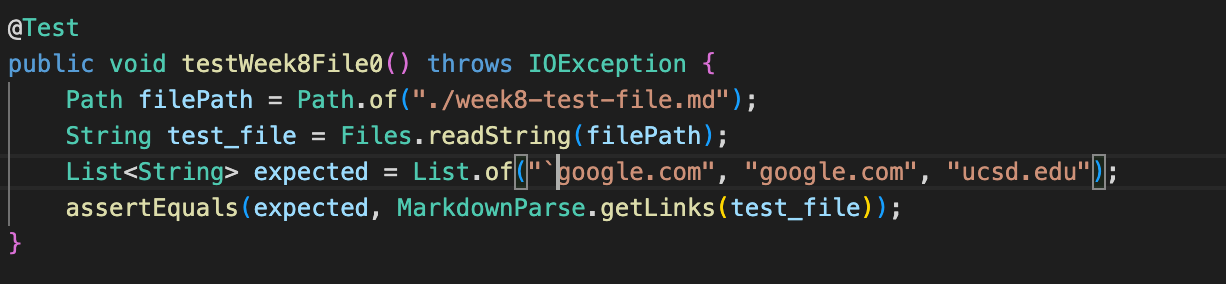 @Test
public void testWeek8File0() throws IOException {
    Path filePath = Path.of("./week8-test-file.md");
    String test_file = Files.readString(filePath);
    List<String> expected = List.of("`google.com", "google.com", "ucsd.edu");
    assertEquals(expected, MarkdownParse.getLinks(test_file));
}